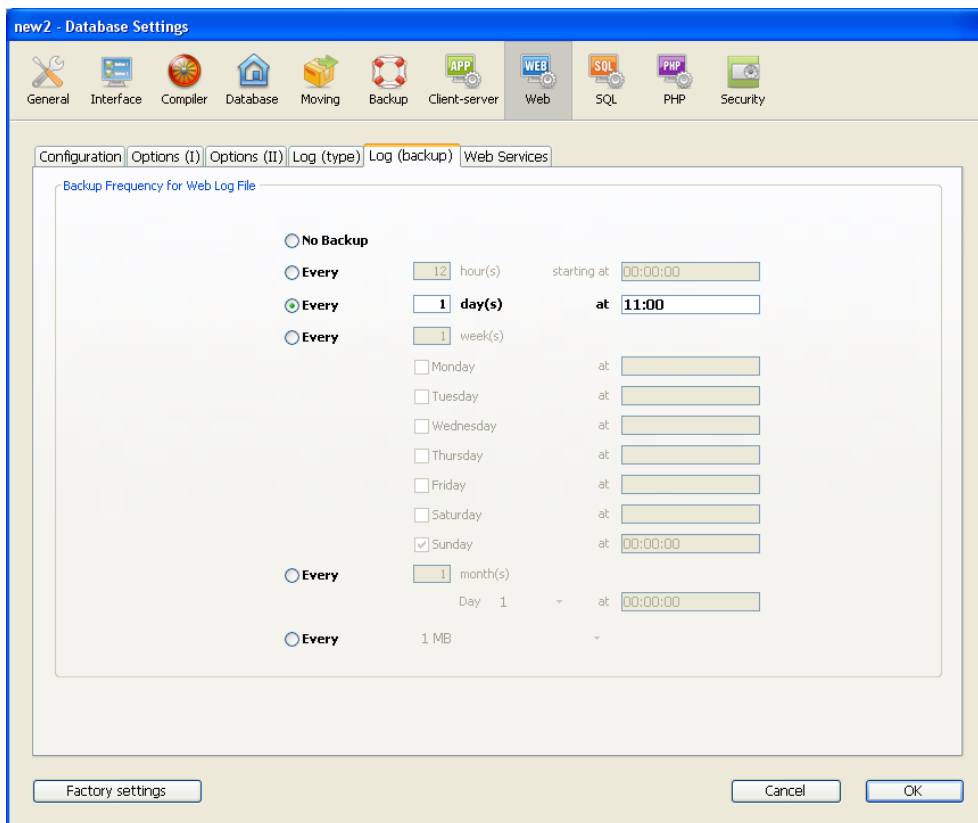 new2 - Database Settings
General Interface Compiler Database Moving Backup Client-server Web SQL PHP Security
Configuration Options (I) Options (II) Log (type) Log (backup) Web Services
Backup Frequency for Web Log File
No Backup
Every 12 hour(s) starting at 00:00:00
Every 1 day(s) at 11:00
Every 1 week(s)
Monday at
Tuesday at
Wednesday at
Thursday at
Friday at
Saturday at
Sunday at 00:00:00
Every 1 month(s)
Day 1 at 00:00:00
Every 1 MB
Factory settings Cancel OK